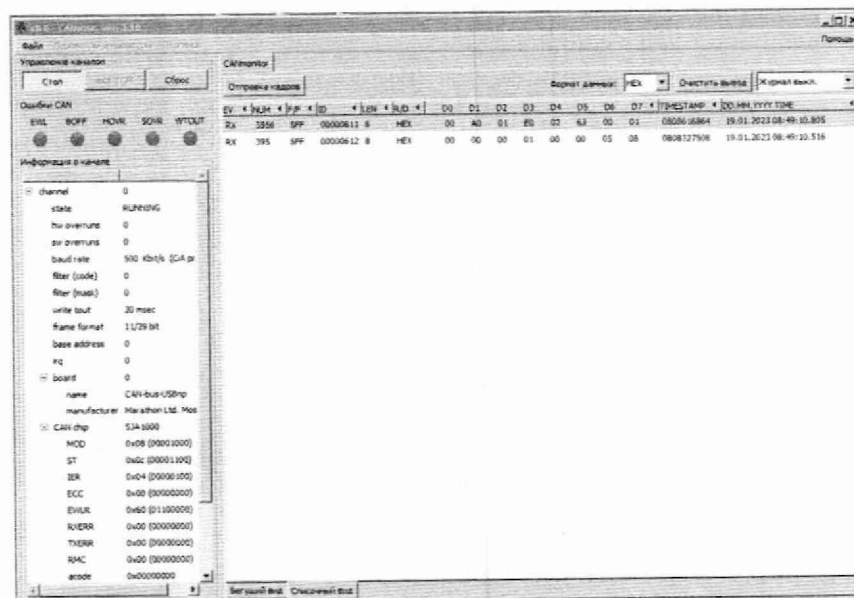 Файл
Помощь
Управление каналом
Стоп
Сброс
Ошибки CAN
EWL BOFF HOVR SOVR WTOUT
Информация о канале
channel 0
state RUNNING
hw overruns 0
sw overruns 0
baud rate 500 Kbit/s (CiA pr
filter (code) 0
filter (mask) 0
write tout 20 msec
frame format 11/29 bit
base address 0
irq 0
board 0
name CAN-bus-USBnp
manufacturer Marathon Ltd. Mos
CAN chip SJA1000
MOD 0x08 (00001000)
ST 0x0c (00001100)
IER 0x04 (00000100)
ECC 0x00 (00000000)
EWLR 0x60 (01100000)
RXERR 0x00 (00000000)
TXERR 0x00 (00000000)
RMC 0x00 (00000000)
acode 0x00000000
CANmonitor
Отправка кадров
Формат данных: HEX
Очистить вывод
Журнал выкл.
EV NUM F/F ID LEN R/D D0 D1 D2 D3 D4 D5 D6 D7 TIMESTAMP DD.MM.YYYY TIME
Rx 3856 SFF 00000611 8 HEX 00 A0 01 E0 02 63 00 01 0808616864 19.01.2023 08:49:10.805
Rx 395 SFF 00000612 8 HEX 00 00 00 01 00 00 05 08 0808327508 19.01.2023 08:49:10.516
Бегущий вид Списочный вид